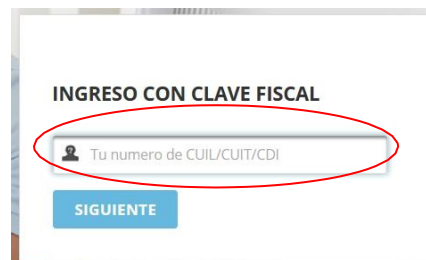 INGRESO CON CLAVE FISCAL
Tu numero de CUIL/CUIT/CDI
SIGUIENTE